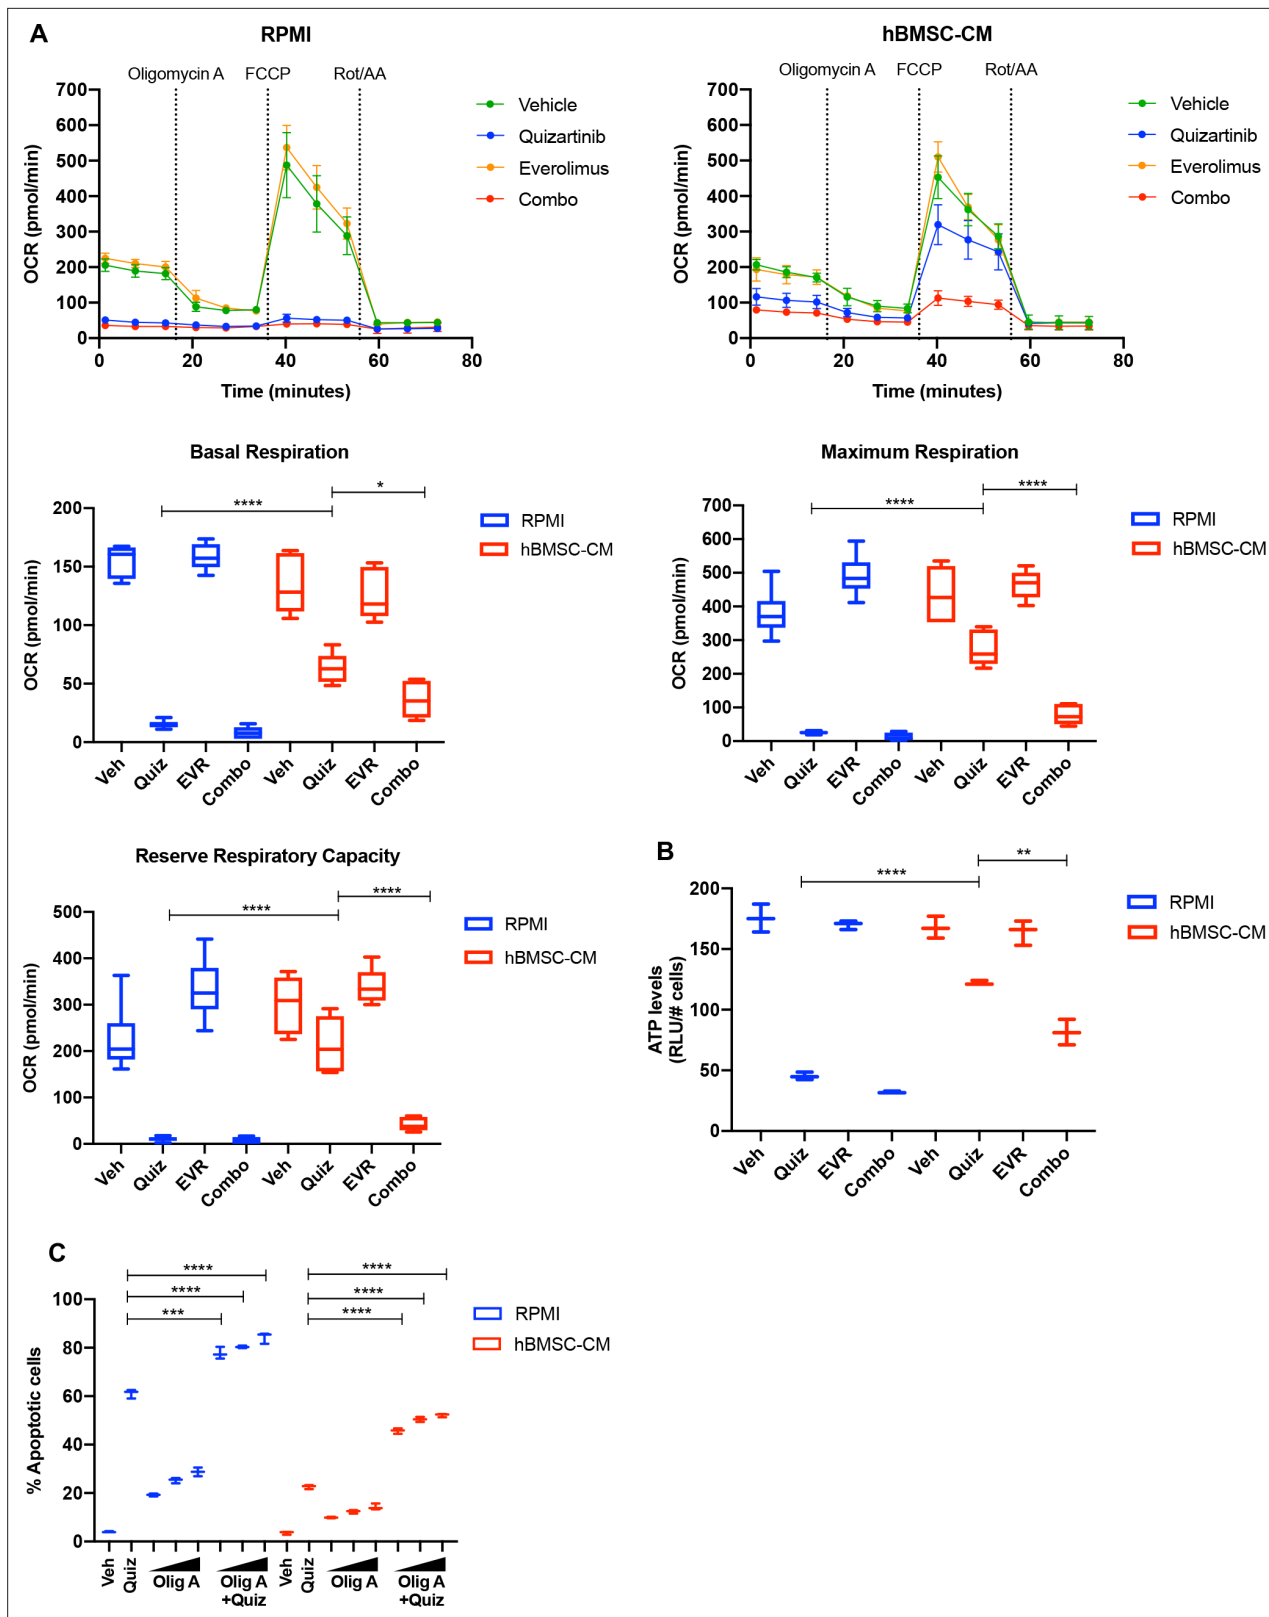 A
RPMI
Oligomycin A
FCCP
Rot/AA
700
600
500
400
300
200
100
0
OCR (pmol/min)
0
20
40
60
80
Time (minutes)
Vehicle
Quizartinib
Everolimus
Combo
hBMSC-CM
Oligomycin A
FCCP
Rot/AA
700
600
500
400
300
200
100
0
OCR (pmol/min)
0
20
40
60
80
Time (minutes)
Vehicle
Quizartinib
Everolimus
Combo
Basal Respiration
****
*
200
150
100
50
0
OCR (pmol/min)
Veh
Quiz
EVR
Combo
Veh
Quiz
EVR
Combo
RPMI
hBMSC-CM
Maximum Respiration
****
****
700
600
500
400
300
200
100
0
OCR (pmol/min)
Veh
Quiz
EVR
Combo
Veh
Quiz
EVR
Combo
RPMI
hBMSC-CM
Reserve Respiratory Capacity
****
****
500
400
300
200
100
0
OCR (pmol/min)
Veh
Quiz
EVR
Combo
Veh
Quiz
EVR
Combo
RPMI
hBMSC-CM
B
****
**
200
150
100
50
0
ATP levels
(RLU/# cells)
Veh
Quiz
EVR
Combo
Veh
Quiz
EVR
Combo
RPMI
hBMSC-CM
C
****
****
***
****
****
****
100
80
60
40
20
0
% Apoptotic cells
Veh
Quiz
Olig A
Olig A
+Quiz
Veh
Quiz
Olig A
Olig A
+Quiz
RPMI
hBMSC-CM